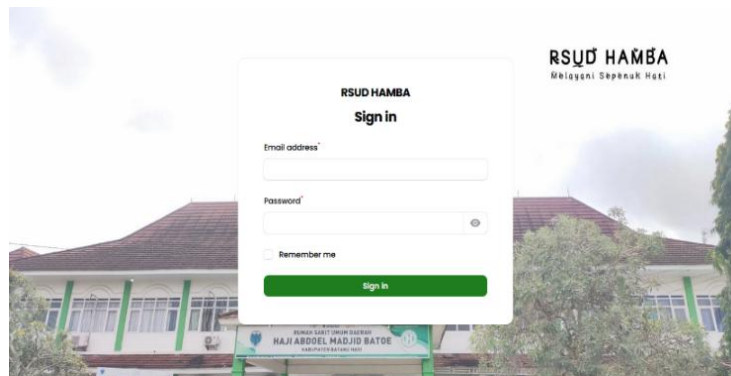 RSUD HAMBA
Melayani Sepenuh Hati
RSUD HAMBA
Sign in
Email address*
Password*
Remember me
Sign in
RUMAH SAKIT UMUM DAERAH
HAJI ABDOEL MADJID BATOE
KABUPATEN BATANG HARI